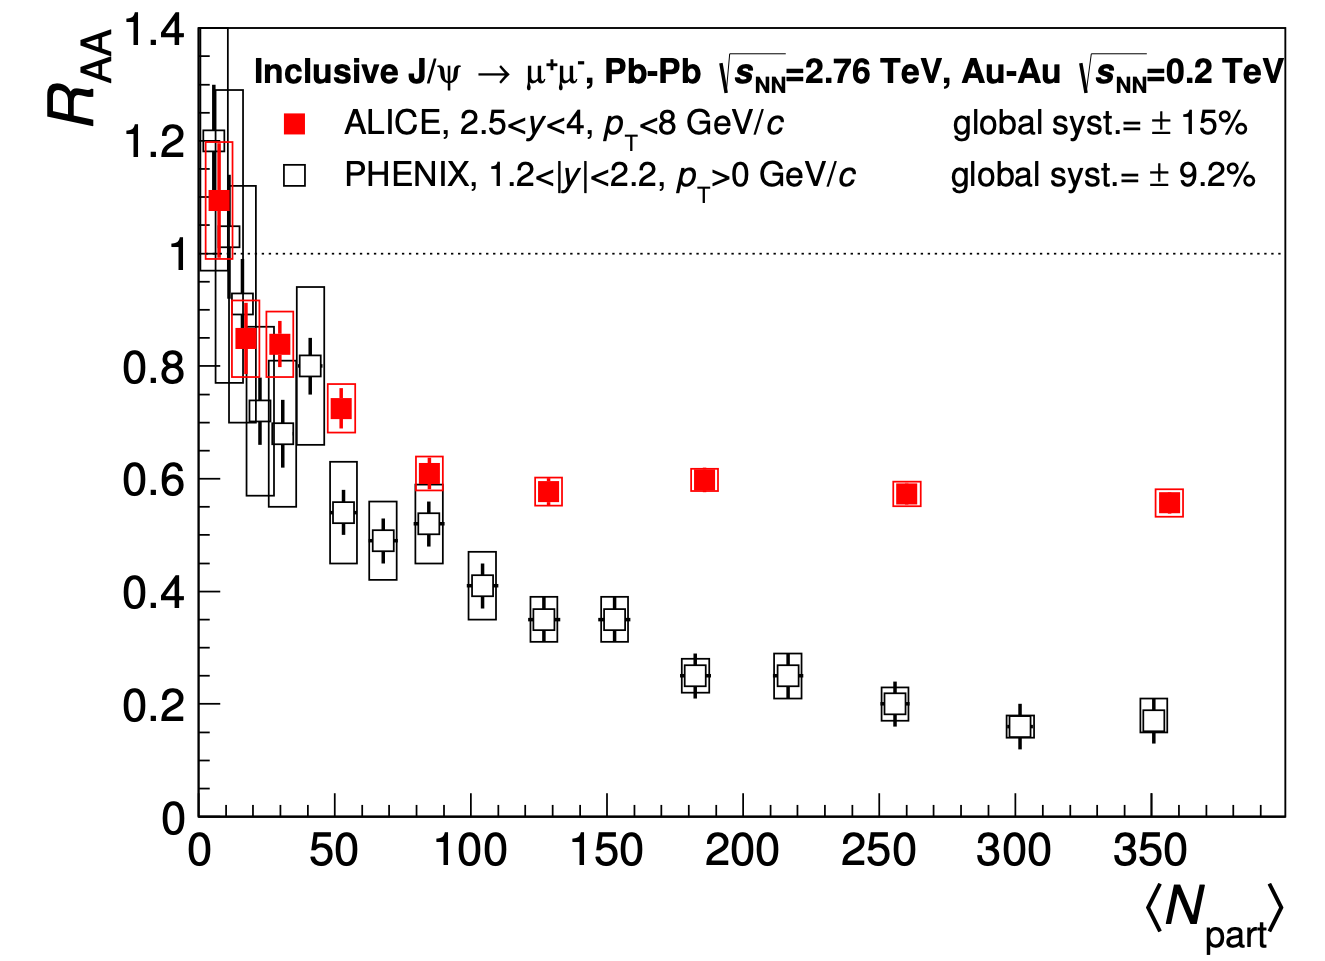 R_AA
1.4
1.2
1
0.8
0.6
0.4
0.2
0
Inclusive J/ψ → μ⁺μ⁻, Pb-Pb √s_NN=2.76 TeV, Au-Au √s_NN=0.2 TeV
ALICE, 2.5<y<4, p_T<8 GeV/c global syst.= ± 15%
PHENIX, 1.2<|y|<2.2, p_T>0 GeV/c global syst.= ± 9.2%
0 50 100 150 200 250 300 350
⟨N_part⟩